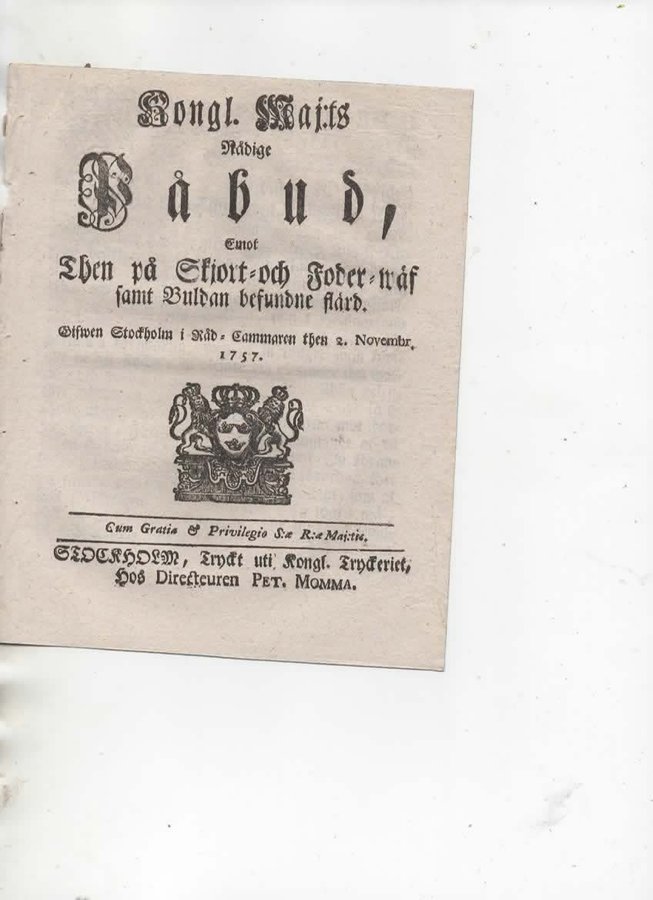 Kongl. Maj:ts
Nådige
Påbud,
Emot
Then på Skjort-och Foder-wäf
samt Buldan befundne flärd.
Gifwen Stockholm i Råd-Cammaren then 2. Novembr.
1757.
Cum Gratia & Privilegio S:æ R:æ Maj:tis.
STOCKHOLM, Tryckt uti Kongl. Tryckeriet,
Hos Directeuren PET. MOMMA.